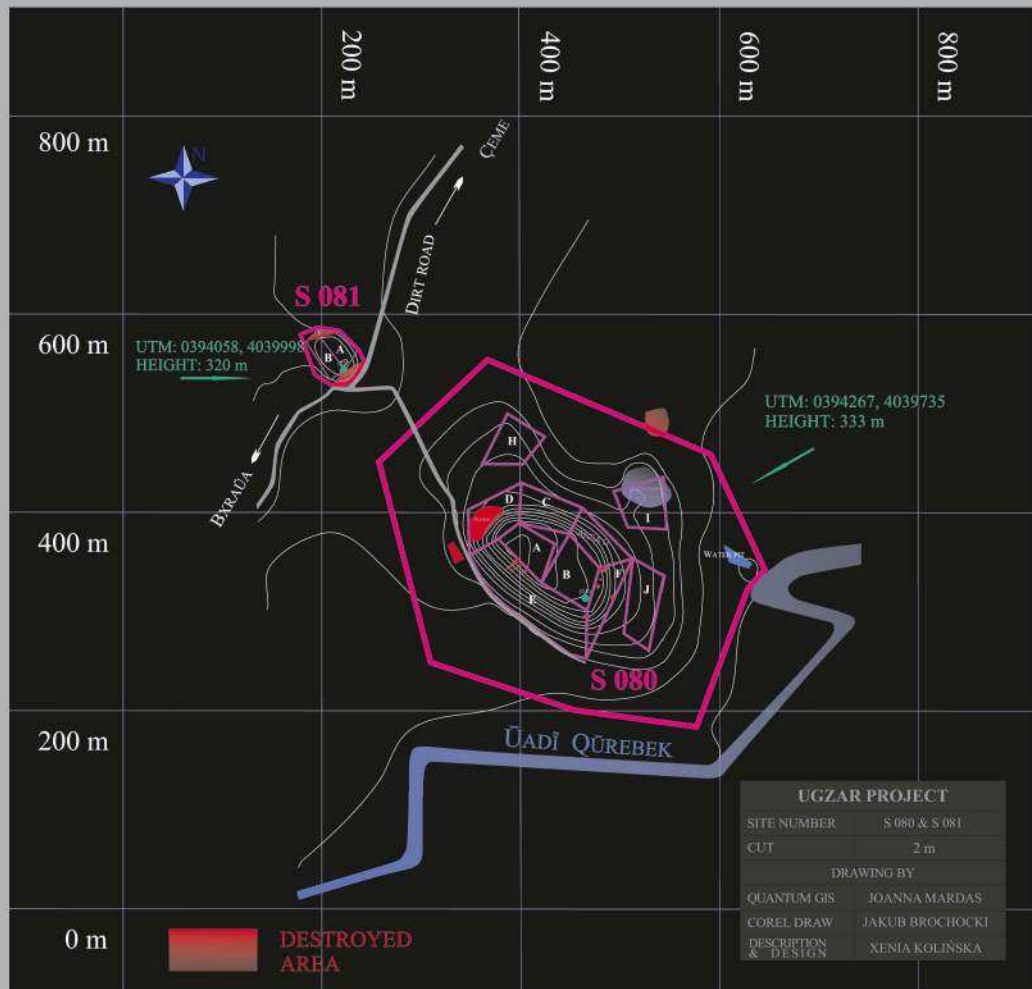 200 m
400 m
600 m
800 m
800 m
N
ÇEME
DIRT ROAD
S 081
600 m
UTM: 0394058, 4039998
HEIGHT: 320 m
A
B
UTM: 0394267, 4039735
HEIGHT: 333 m
BXRAŪA
H
D
C
I
400 m
A
B
F
J
E
WATER PIT
S 080
200 m
ŪADĪ QŪREBEK
UGZAR PROJECT
SITE NUMBER S 080 & S 081
CUT 2 m
DRAWING BY
QUANTUM GIS JOANNA MARDAS
COREL DRAW JAKUB BROCHOCKI
DESCRIPTION & DESIGN XENIA KOLIŃSKA
0 m
DESTROYED
AREA